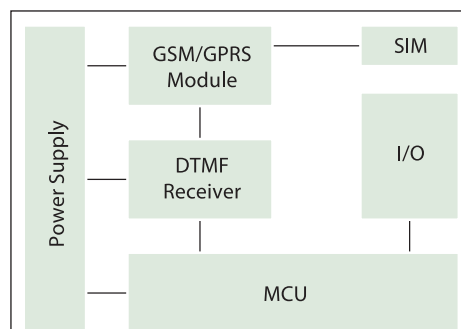 Power Supply
GSM/GPRS
Module
SIM
DTMF
Receiver
I/O
MCU